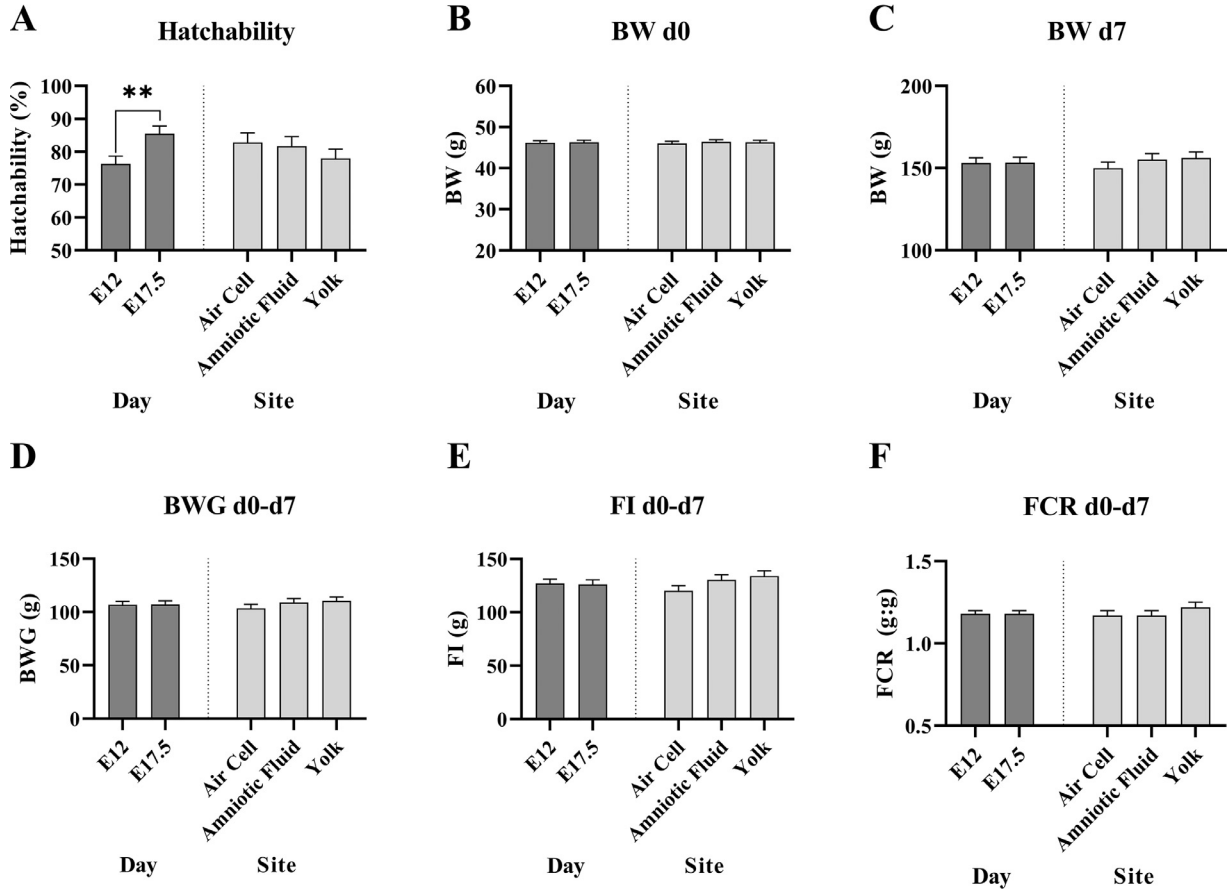 A
Hatchability
Hatchability (%)
100
90
80
70
60
50
**
E12
E17.5
Air Cell
Amniotic Fluid
Yolk
Day
Site
B
BW d0
BW (g)
60
50
40
30
20
E12
E17.5
Air Cell
Amniotic Fluid
Yolk
Day
Site
C
BW d7
BW (g)
200
150
100
E12
E17.5
Air Cell
Amniotic Fluid
Yolk
Day
Site
D
BWG d0-d7
BWG (g)
150
100
50
0
E12
E17.5
Air Cell
Amniotic Fluid
Yolk
Day
Site
E
FI d0-d7
FI (g)
150
100
50
0
E12
E17.5
Air Cell
Amniotic Fluid
Yolk
Day
Site
F
FCR d0-d7
FCR (g:g)
1.5
1.0
0.5
E12
E17.5
Air Cell
Amniotic Fluid
Yolk
Day
Site